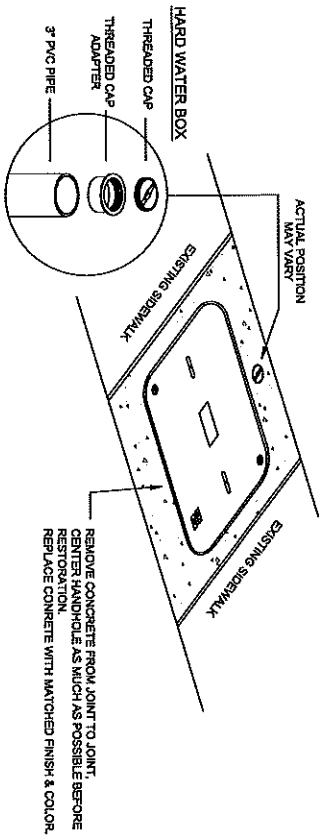 HARD WATER BOX
THREADED CAP
THREADED CAP
ADAPTER
3" PVC PIPE
ACTUAL POSITION
MAY VARY
EXISTING SIDEWALK
EXISTING SIDEWALK
REMOVE CONCRETE FROM JOINT TO JOINT,
CENTER HANDHOLE AS MUCH AS POSSIBLE BEFORE
RESTORATION.
REPLACE CONRETE WITH MATCHED FINISH & COLOR.